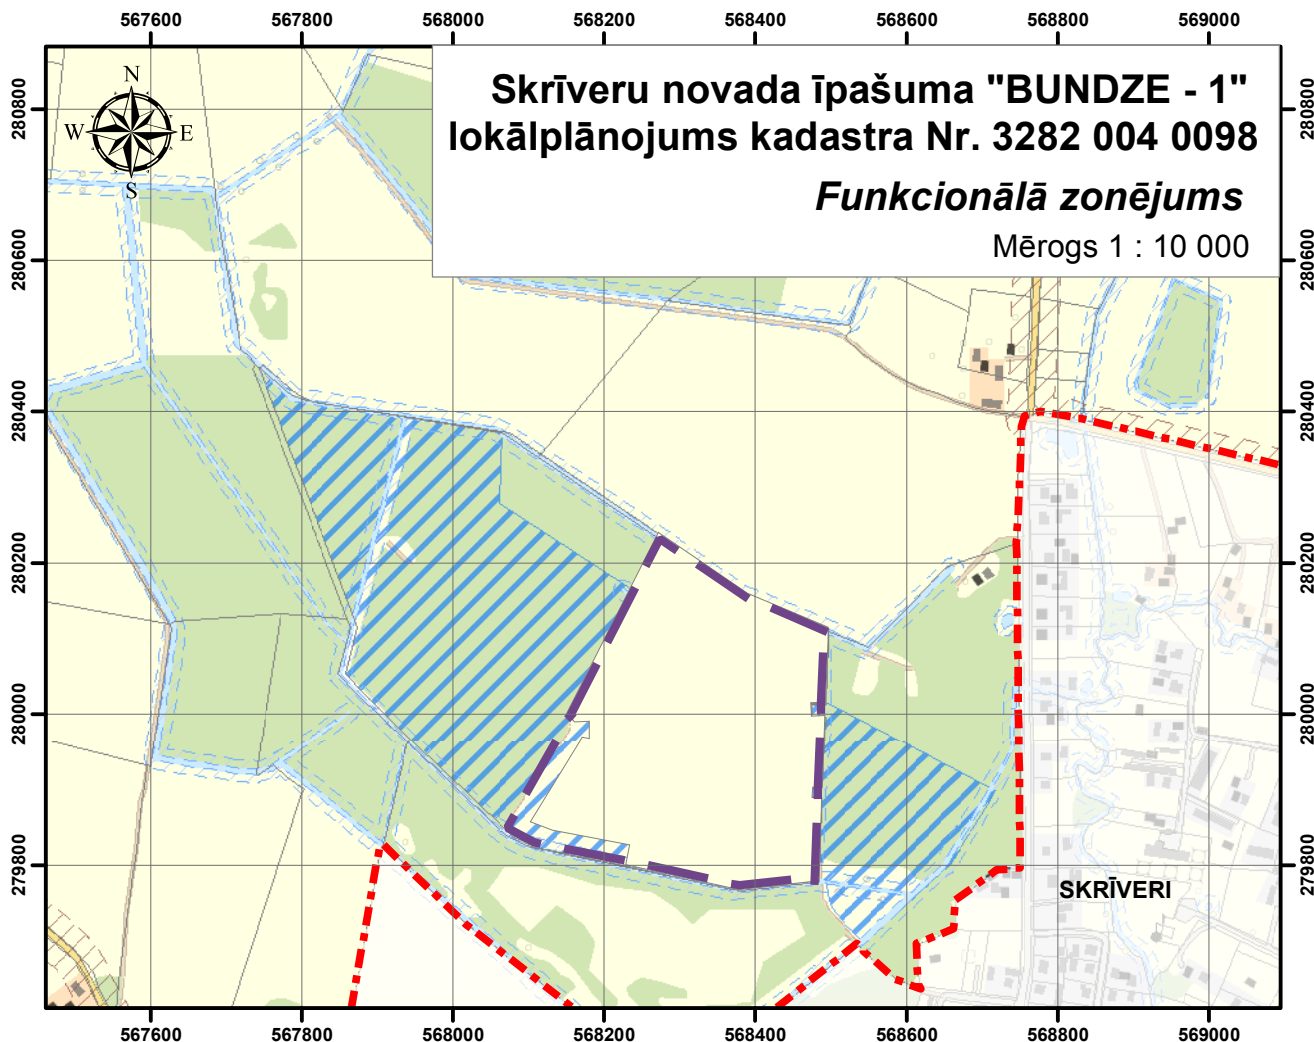 567600 567800 568000 568200 568400 568600 568800 569000
Skrīveru novada īpašuma "BUNDZE - 1"
lokālplānojums kadastra Nr. 3282 004 0098
Funkcionālā zonējums
Mērogs 1 : 10 000
N
W E
S
280800 280800
280600 280600
280400 280400
280200 280200
280000 280000
279800 279800
SKRĪVERI
567600 567800 568000 568200 568400 568600 568800 569000